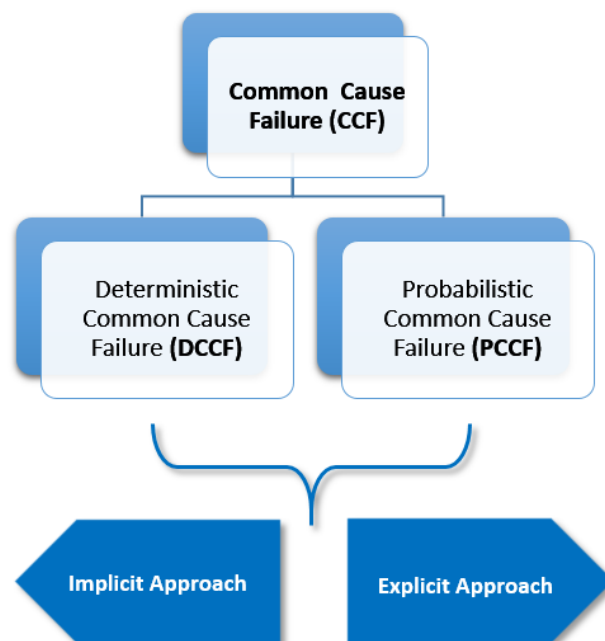 Common Cause
Failure (CCF)
Deterministic
Common Cause
Failure (DCCF)
Probabilistic
Common Cause
Failure (PCCF)
Implicit Approach
Explicit Approach